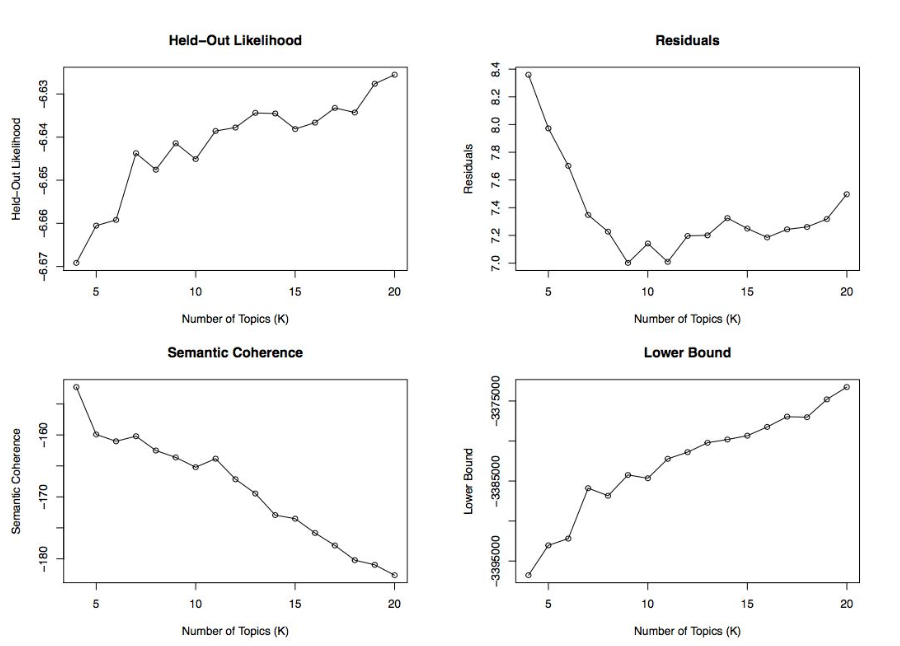 Held−Out Likelihood
Held−Out Likelihood
−6.63
−6.64
−6.65
−6.66
−6.67
5 10 15 20
Number of Topics (K)
Residuals
Residuals
8.4
8.2
8.0
7.8
7.6
7.4
7.2
7.0
5 10 15 20
Number of Topics (K)
Semantic Coherence
Semantic Coherence
−160
−170
−180
5 10 15 20
Number of Topics (K)
Lower Bound
Lower Bound
−3375000
−3385000
−3395000
5 10 15 20
Number of Topics (K)